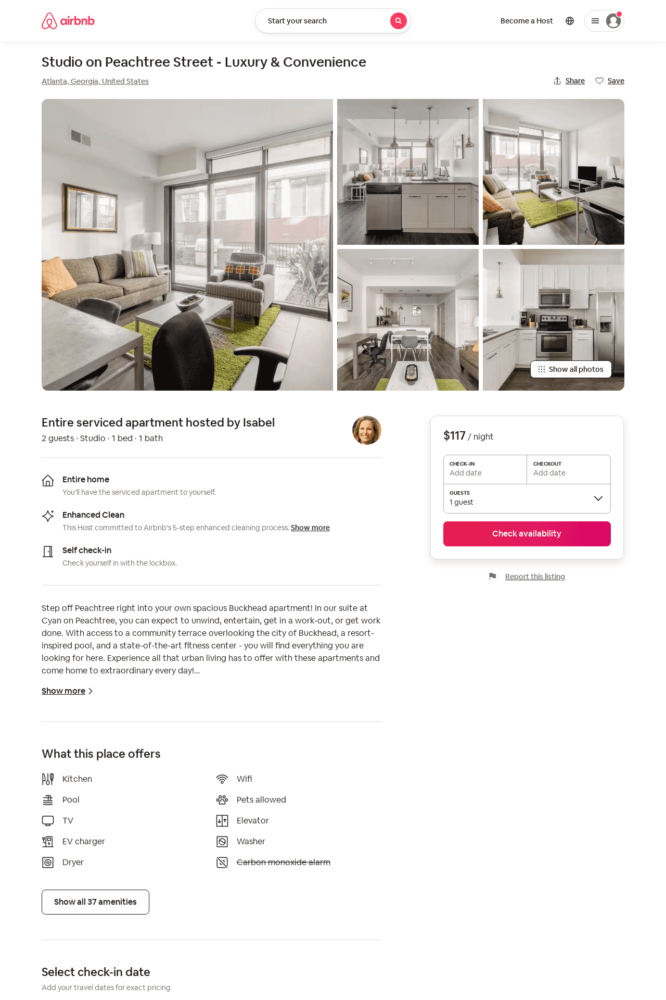 airbnb
Start your search
Become a Host
Studio on Peachtree Street - Luxury & Convenience
Atlanta, Georgia, United States
Share
Save
Show all photos
Entire serviced apartment hosted by Isabel
2 guests · Studio · 1 bed · 1 bath
Entire home
You’ll have the serviced apartment to yourself.
Enhanced Clean
This Host committed to Airbnb's 5-step enhanced cleaning process. Show more
Self check-in
Check yourself in with the lockbox.
$117 / night
CHECK-IN
Add date
CHECKOUT
Add date
GUESTS
1 guest
Check availability
Report this listing
Step off Peachtree right into your own spacious Buckhead apartment! In our suite at
Cyan on Peachtree, you can expect to unwind, entertain, get in a work-out, or get work
done. With access to a community terrace overlooking the city of Buckhead, a resort-
inspired pool, and a state-of-the-art fitness center - you will find everything you are
looking for here. Experience all that urban living has to offer with these apartments and
come home to extraordinary every day!...
Show more
What this place offers
Kitchen
Wifi
Pool
Pets allowed
TV
Elevator
EV charger
Washer
Dryer
Carbon monoxide alarm
Show all 37 amenities
Select check-in date
Add your travel dates for exact pricing